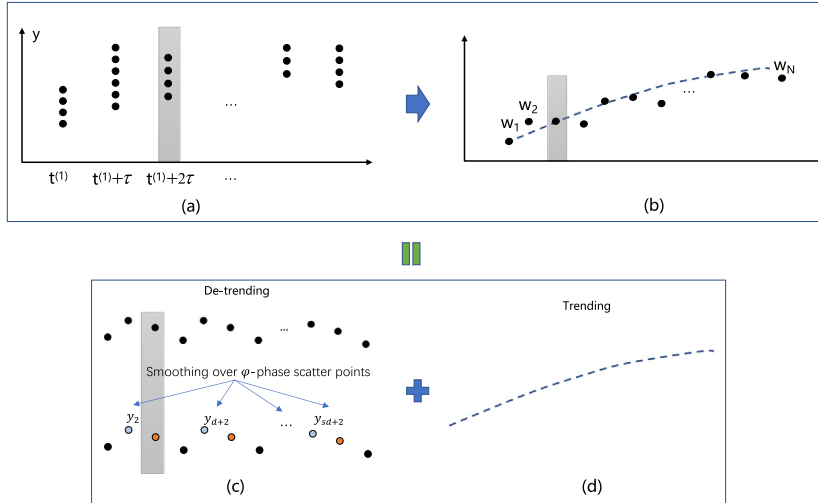 y
...
t(1) t(1)+τ t(1)+2τ ...
(a)
w1
w2
...
wN
(b)
De-trending
...
Smoothing over φ-phase scatter points
y2
yd+2
...
ysd+2
(c)
Trending
(d)